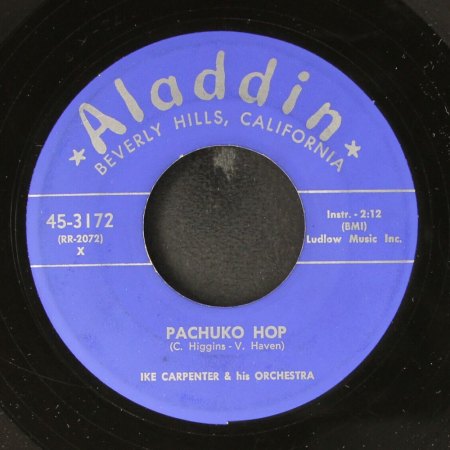 ★Aladdin★
BEVERLY HILLS, CALIFORNIA
45-3172
(RR-2072)
X
Instr. - 2:12
(BMI)
Ludlow Music Inc.
PACHUKO HOP
(C. Higgins - V. Haven)
IKE CARPENTER & his ORCHESTRA